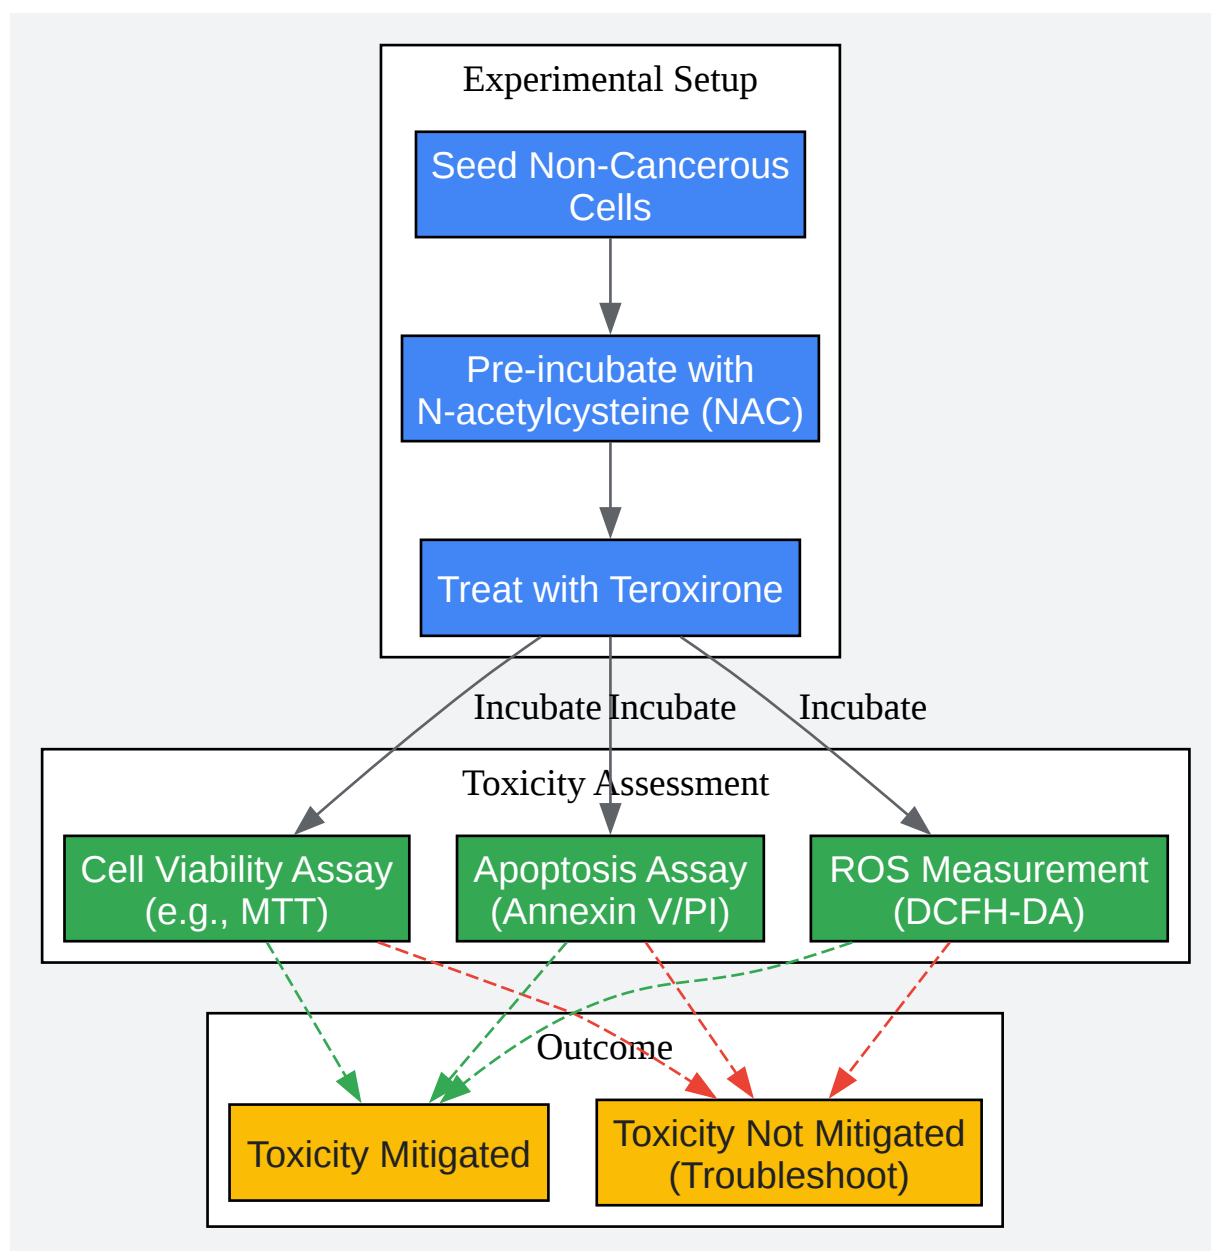 Experimental Setup
Seed Non-Cancerous
Cells
Pre-incubate with
N-acetylcysteine (NAC)
Treat with Teroxirone
Incubate
Incubate
Incubate
Toxicity Assessment
Cell Viability Assay
(e.g., MTT)
Apoptosis Assay
(Annexin V/PI)
ROS Measurement
(DCFH-DA)
Outcome
Toxicity Mitigated
Toxicity Not Mitigated
(Troubleshoot)